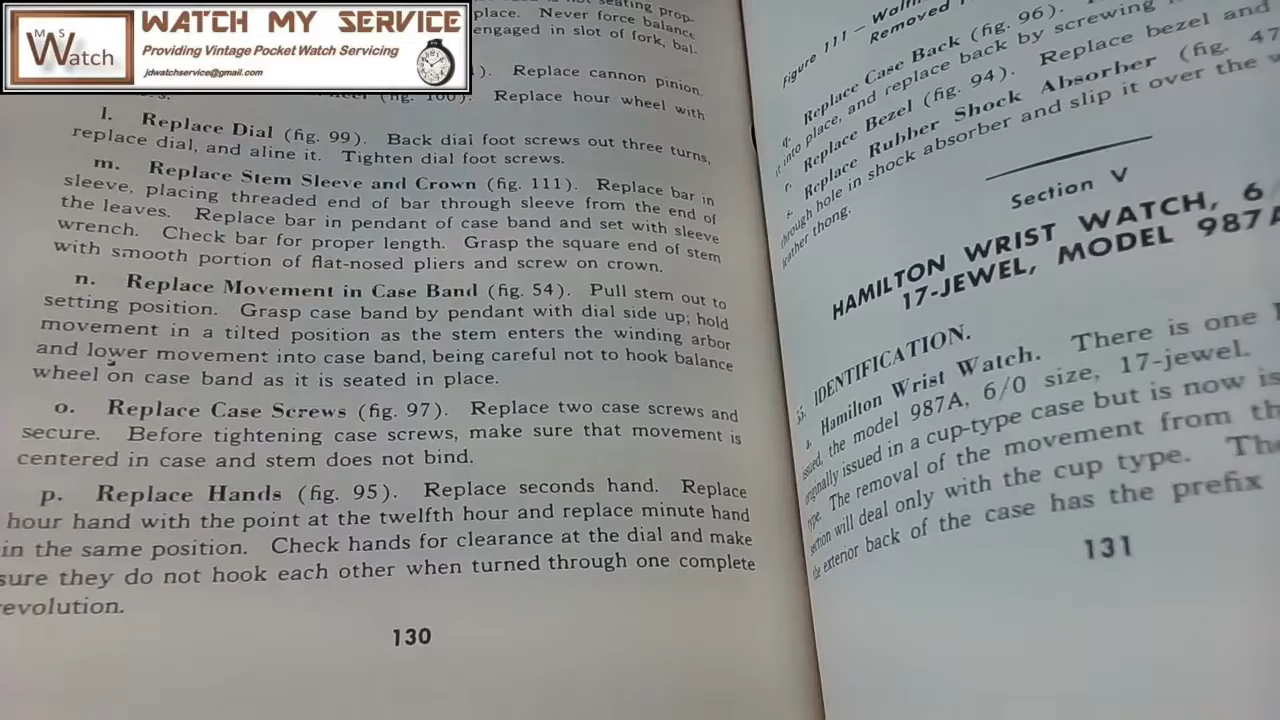 M S
Watch
WATCH MY SERVICE
Providing Vintage Pocket Watch Servicing
jdwatchservice@gmail.com
seating prop-
place. Never force balance
engaged in slot of fork, bal.
Replace cannon pinion.
(fig. 100). Replace hour wheel with
l. Replace Dial (fig. 99). Back dial foot screws out three turns,
replace dial, and aline it. Tighten dial foot screws.
m. Replace Stem Sleeve and Crown (fig. 111). Replace bar in
sleeve, placing threaded end of bar through sleeve from the end of
the leaves. Replace bar in pendant of case band and set with sleeve
wrench. Check bar for proper length. Grasp the square end of stem
with smooth portion of flat-nosed pliers and screw on crown.
n. Replace Movement in Case Band (fig. 54). Pull stem out to
setting position. Grasp case band by pendant with dial side up; hold
movement in a tilted position as the stem enters the winding arbor
and lower movement into case band, being careful not to hook balance
wheel on case band as it is seated in place.
o. Replace Case Screws (fig. 97). Replace two case screws and
secure. Before tightening case screws, make sure that movement is
centered in case and stem does not bind.
p. Replace Hands (fig. 95). Replace seconds hand. Replace
hour hand with the point at the twelfth hour and replace minute hand
in the same position. Check hands for clearance at the dial and make
sure they do not hook each other when turned through one complete
revolution.
130
Figure 111—
Removed
q. Replace Case Back (fig. 96).
it into place, and replace back by screwing
r. Replace Bezel (fig. 94). Replace bezel and
s. Replace Rubber Shock Absorber (fig. 47
through hole in shock absorber and slip it over the
leather thong.
Section V
HAMILTON WRIST WATCH, 6
17-JEWEL, MODEL 987A
55. IDENTIFICATION.
a. Hamilton Wrist Watch. There is one
issued, the model 987A, 6/0 size, 17-jewel.
originally issued in a cup-type case but is now is
type. The removal of the movement from th
section will deal only with the cup type. Th
the exterior back of the case has the prefix
131